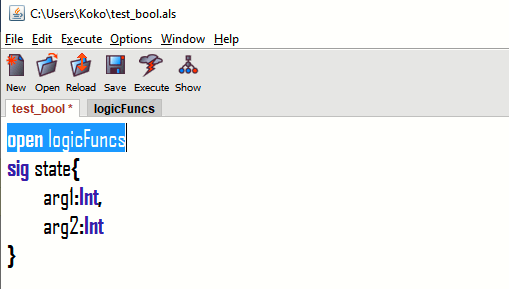 C:\Users\Koko\test_bool.als
File Edit Execute Options Window Help
New Open Reload Save Execute Show
test_bool * logicFuncs
open logicFuncs
sig state{
arg1:Int,
arg2:Int
}